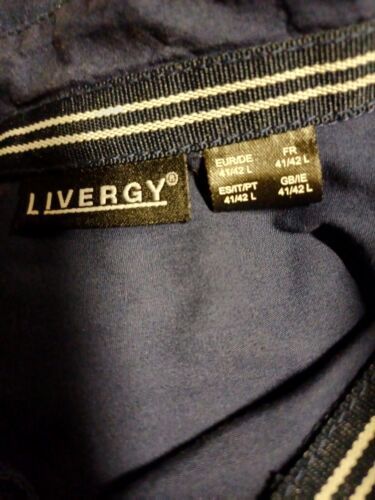 LIVERGY®
EUR/DE
41/42 L
FR
41/42 L
ES/IT/PT
41/42 L
GB/IE
41/42 L